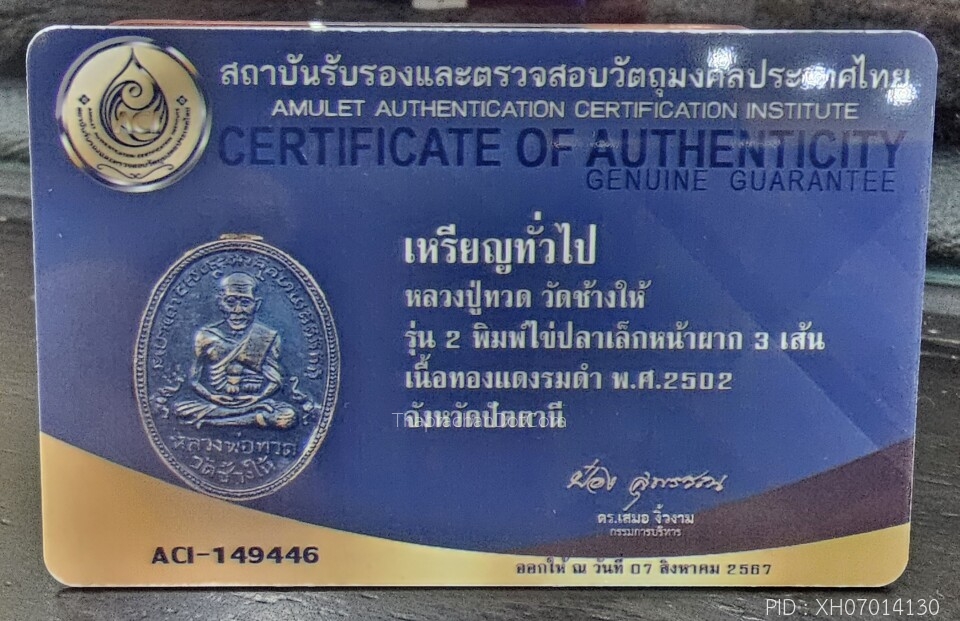 สถาบันรับรองและตรวจสอบวัตถุมงคลประเทศไทย
AMULET AUTHENTICATION CERTIFICATION INSTITUTE
CERTIFICATE OF AUTHENTICITY
GENUINE GUARANTEE
เหรียญทั่วไป
หลวงปู่ทวด วัดช้างให้
รุ่น 2 พิมพ์ไข่ปลาเล็กหน้าผาก 3 เส้น
เนื้อทองแดงรมดำ พ.ศ.2502
จังหวัดปัตตานี
หลวงพ่อทวด
วัดช้างให้
ดร.เสมอ งิ้วงาม
กรรมการบริหาร
ACI-149446
ออกให้ ณ วันที่ 07 สิงหาคม 2567
PID : XH07014130